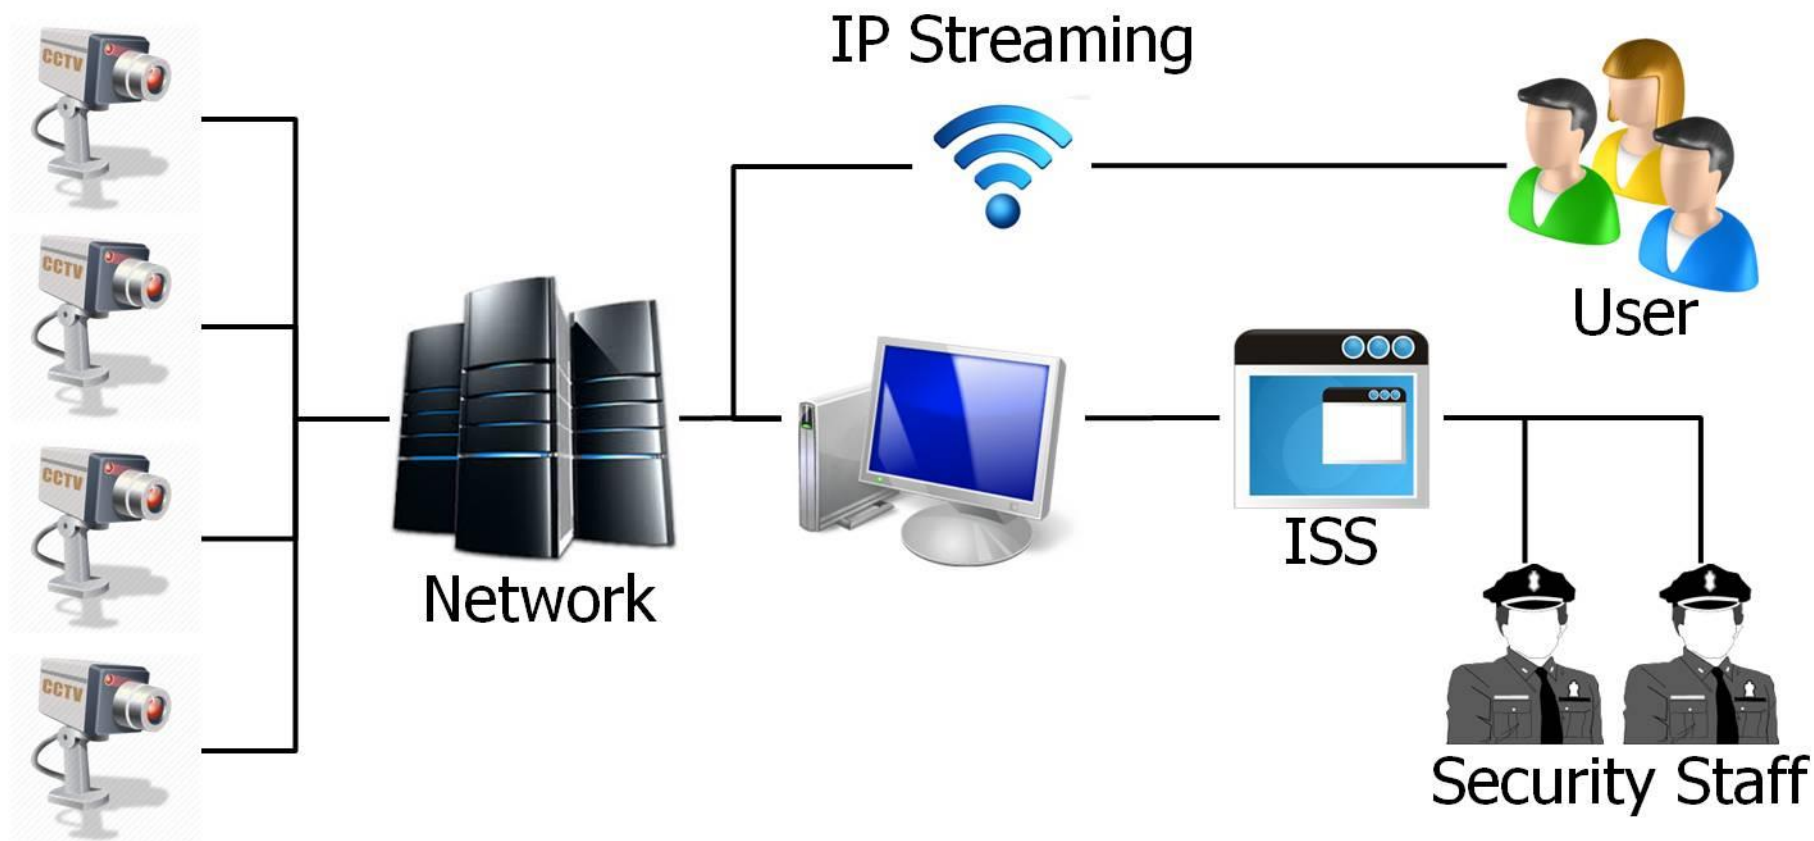 IP Streaming
CCTV
CCTV
CCTV
CCTV
User
Network
ISS
Security Staff